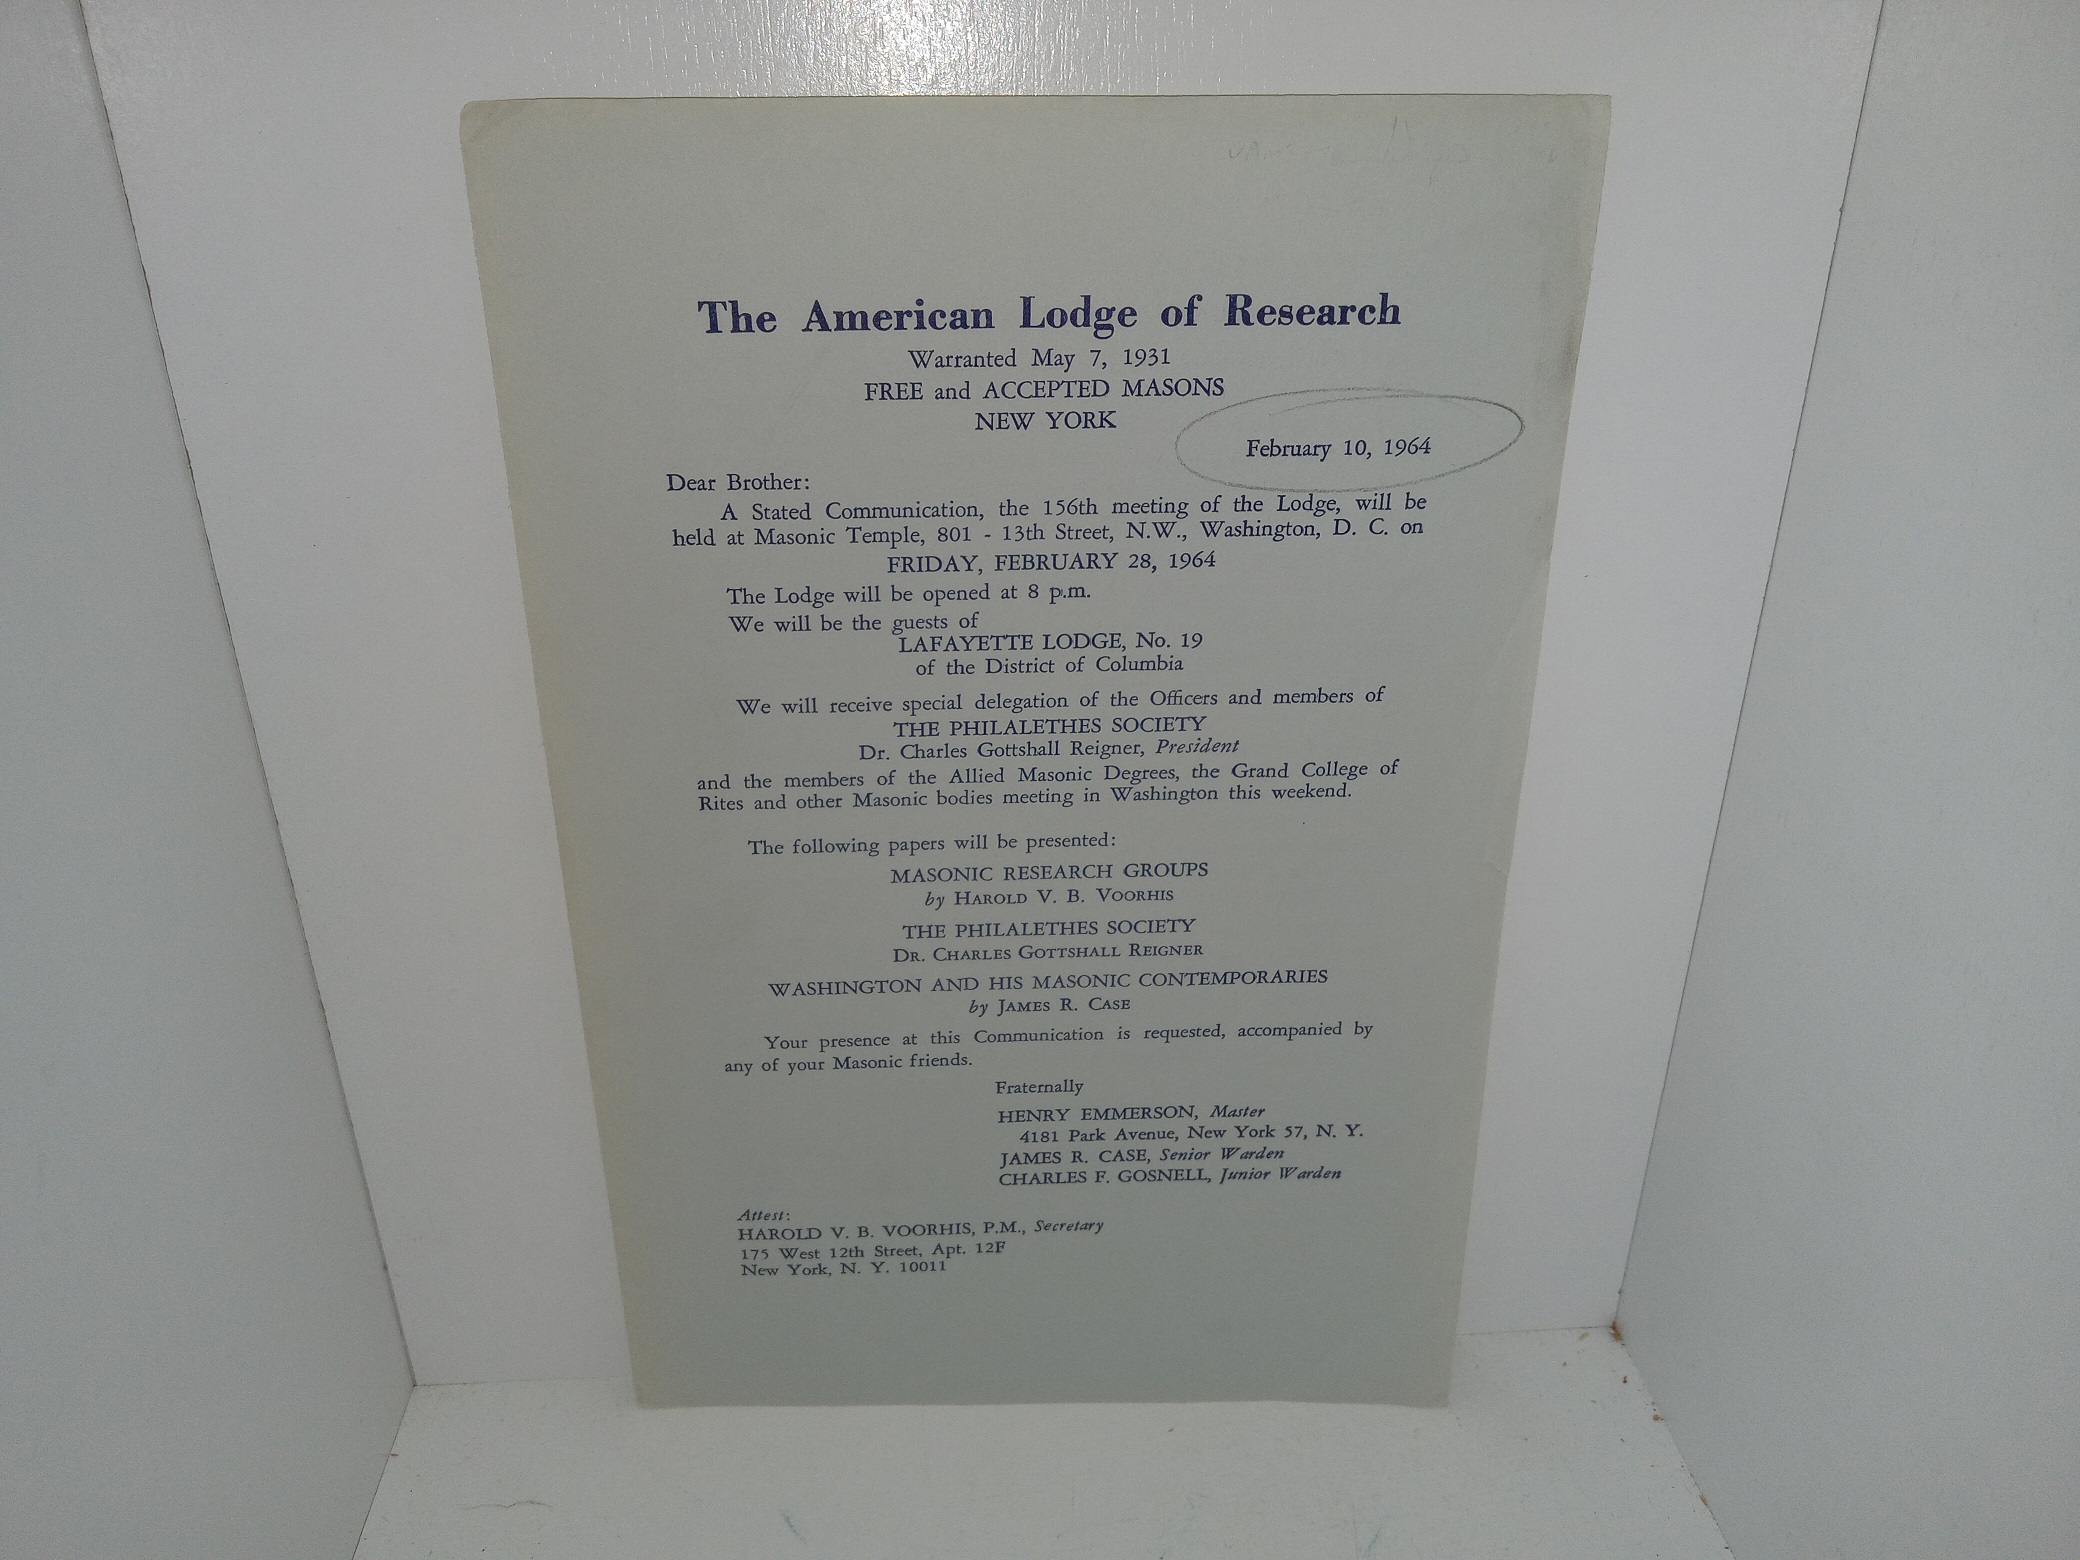 The American Lodge of Research
Warranted May 7, 1931
FREE and ACCEPTED MASONS
NEW YORK
February 10, 1964
Dear Brother:
A Stated Communication, the 156th meeting of the Lodge, will be
held at Masonic Temple, 801 - 13th Street, N.W., Washington, D. C. on
FRIDAY, FEBRUARY 28, 1964
The Lodge will be opened at 8 p.m.
We will be the guests of
LAFAYETTE LODGE, No. 19
of the District of Columbia
We will receive special delegation of the Officers and members of
THE PHILALETHES SOCIETY
Dr. Charles Gottshall Reigner, President
and the members of the Allied Masonic Degrees, the Grand College of
Rites and other Masonic bodies meeting in Washington this weekend.
The following papers will be presented:
MASONIC RESEARCH GROUPS
by HAROLD V. B. VOORHIS
THE PHILALETHES SOCIETY
DR. CHARLES GOTTSHALL REIGNER
WASHINGTON AND HIS MASONIC CONTEMPORARIES
by JAMES R. CASE
Your presence at this Communication is requested, accompanied by
any of your Masonic friends.
Fraternally
HENRY EMMERSON, Master
4181 Park Avenue, New York 57, N. Y.
JAMES R. CASE, Senior Warden
CHARLES F. GOSNELL, Junior Warden
Attest:
HAROLD V. B. VOORHIS, P.M., Secretary
175 West 12th Street, Apt. 12F
New York, N. Y. 10011